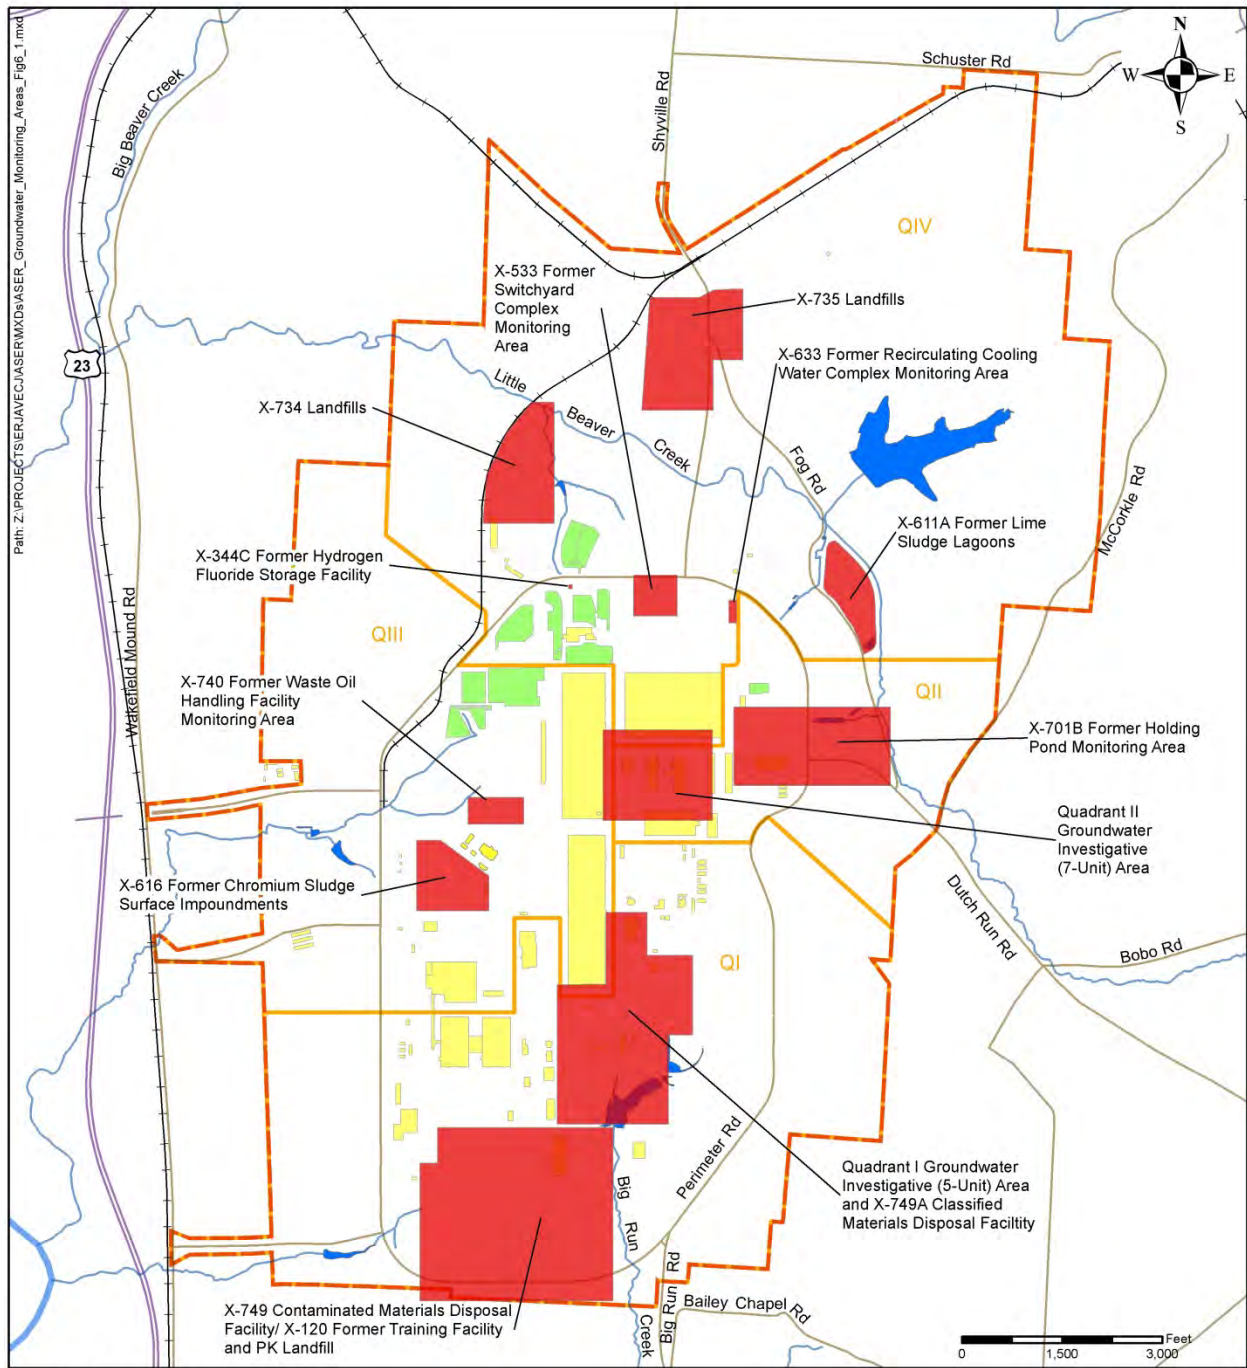 Path: Z:\PROJECTS\ERJAVECJ\ASER\MXDs\ASER_Groundwater_Monitoring_Areas_Fig6_1.mxd
N
W
E
S
Schuster Rd
Shyville Rd
Big Beaver Creek
QIV
X-533 Former
Switchyard
Complex
Monitoring
Area
X-735 Landfills
23
X-633 Former Recirculating Cooling
Water Complex Monitoring Area
Little
Beaver
Creek
X-734 Landfills
Fog Rd
McCorkle Rd
X-611A Former Lime
Sludge Lagoons
X-344C Former Hydrogen
Fluoride Storage Facility
QIII
Wakefield Mound Rd
X-740 Former Waste Oil
Handling Facility
Monitoring Area
QII
X-701B Former Holding
Pond Monitoring Area
Quadrant II
Groundwater
Investigative
(7-Unit) Area
X-616 Former Chromium Sludge
Surface Impoundments
Dutch Run Rd
Bobo Rd
QI
Perimeter Rd
Quadrant I Groundwater
Investigative (5-Unit) Area
and X-749A Classified
Materials Disposal Faciltity
Big
Run
Creek
Big Run Rd
Bailey Chapel Rd
X-749 Contaminated Materials Disposal
Facility/ X-120 Former Training Facility
and PK Landfill
Feet
0 1,500 3,000